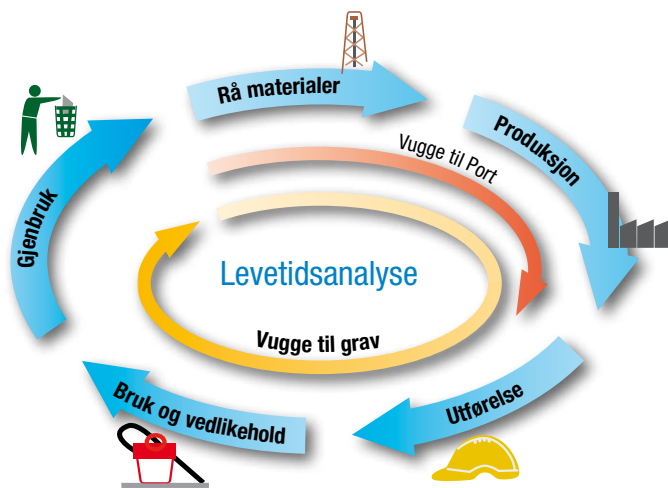 Rå materialer
Produksjon
Vugge til Port
Gjenbruk
Levetidsanalyse
Vugge til grav
Utførelse
Bruk og vedlikehold